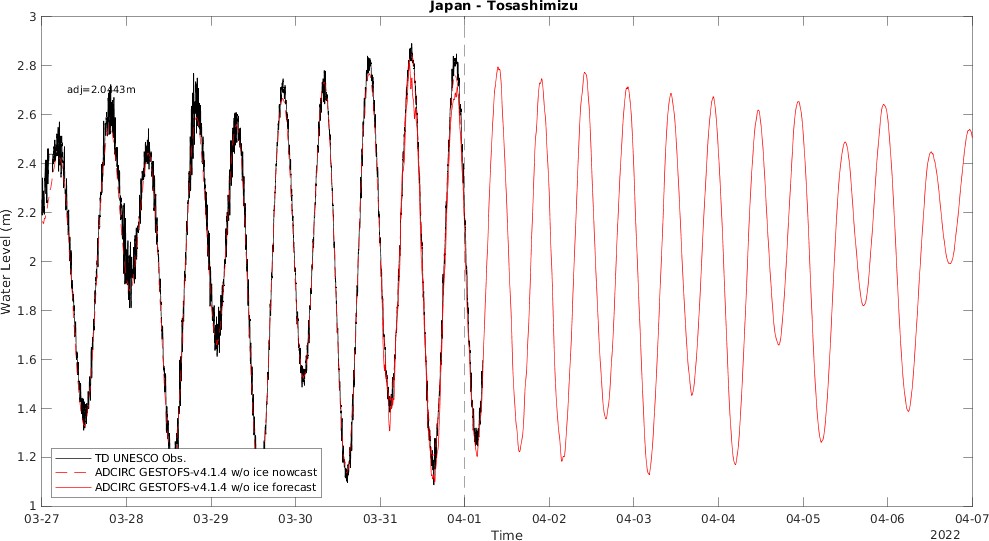 Japan - Tosashimizu
3
2.8
2.6
2.4
2.2
2
1.8
1.6
1.4
1.2
1
Water Level (m)
adj=2.0443m
TD UNESCO Obs.
ADCIRC GESTOFS-v4.1.4 w/o ice nowcast
ADCIRC GESTOFS-v4.1.4 w/o ice forecast
03-27 03-28 03-29 03-30 03-31 04-01 04-02 04-03 04-04 04-05 04-06 04-07
Time
2022